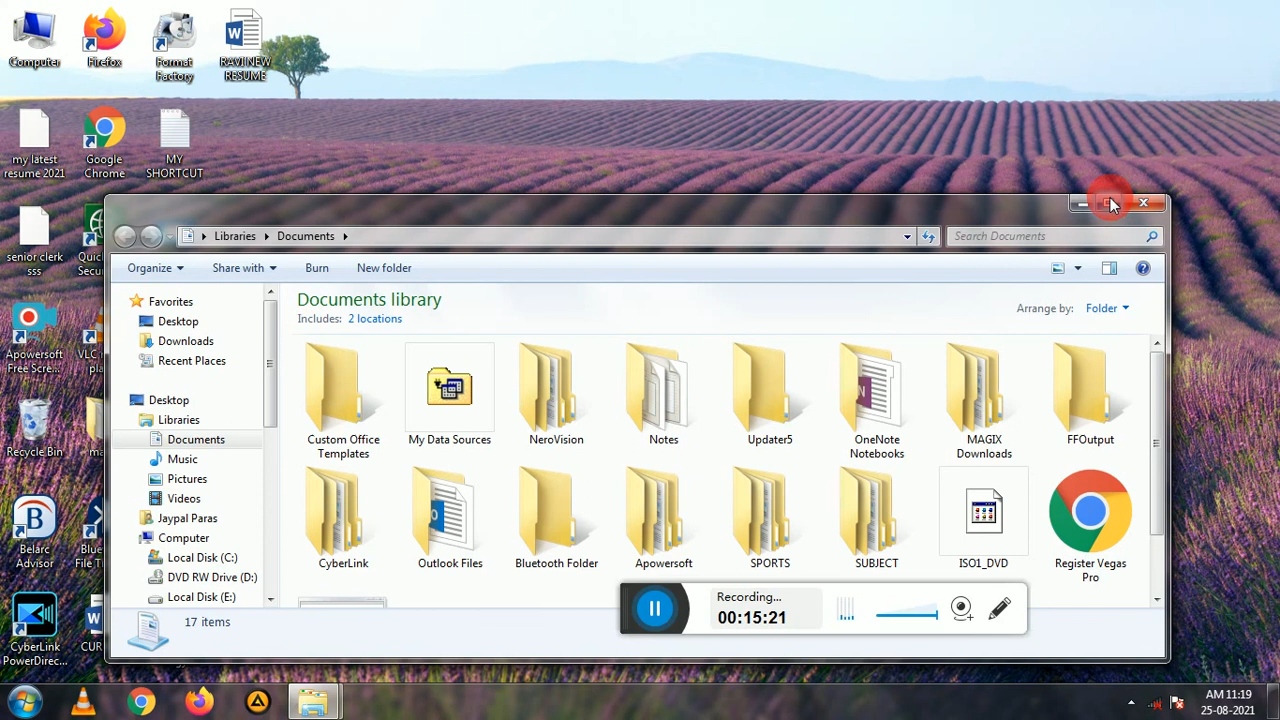 Computer
Firefox
Format
Factory
RAVI NEW
RESUME
my latest
resume 2021
Google
Chrome
MY
SHORTCUT
senior clerk
sss
Apowersoft
Free Scre...
Recycle Bin
Belarc
Advisor
CyberLink
PowerDirec...
Libraries
Documents
Search Documents
Organize
Share with
Burn
New folder
Favorites
Desktop
Downloads
Recent Places
Desktop
Libraries
Documents
Music
Pictures
Videos
Jaypal Paras
Computer
Local Disk (C:)
DVD RW Drive (D:)
Local Disk (E:)
Documents library
Includes: 2 locations
Arrange by: Folder
Custom Office
Templates
My Data Sources
NeroVision
Notes
Updater5
OneNote
Notebooks
MAGIX
Downloads
FFOutput
CyberLink
Outlook Files
Bluetooth Folder
Apowersoft
SPORTS
SUBJECT
ISO1_DVD
Register Vegas
Pro
17 items
Recording...
00:15:21
AM 11:19
25-08-2021